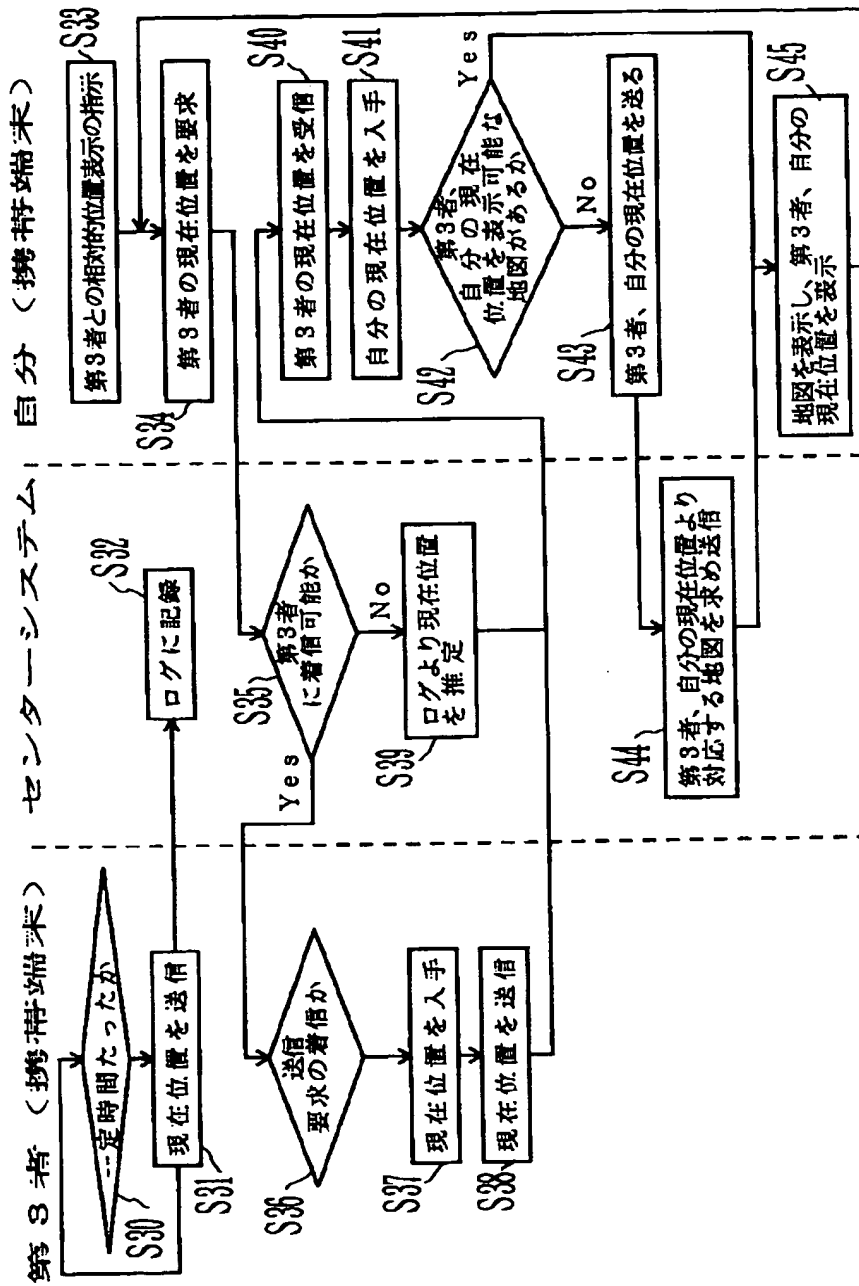 第3者（携帯端末）
一定時間たったか
S30
現在位置を送信
S31
送信
要求の着信か
S36
現在位置を入手
S37
現在位置を送信
S38
センターシステム
ログに記録
S32
第3者
に着信可能か
S35
Yes
No
ログより現在位置
を推定
S39
第3者、自分の現在位置より
対応する地図を求め送信
S44
自分（携帯端末）
第3者との相対的位置表示の指示
S33
第3者の現在位置を要求
S34
第3者の現在位置を受信
S40
自分の現在位置を入手
S41
第3者、
自分の現在
位置を表示可能な
地図があるか
S42
Yes
No
第3者、自分の現在位置を送る
S43
地図を表示し、第3者、自分の
現在位置を表示
S45